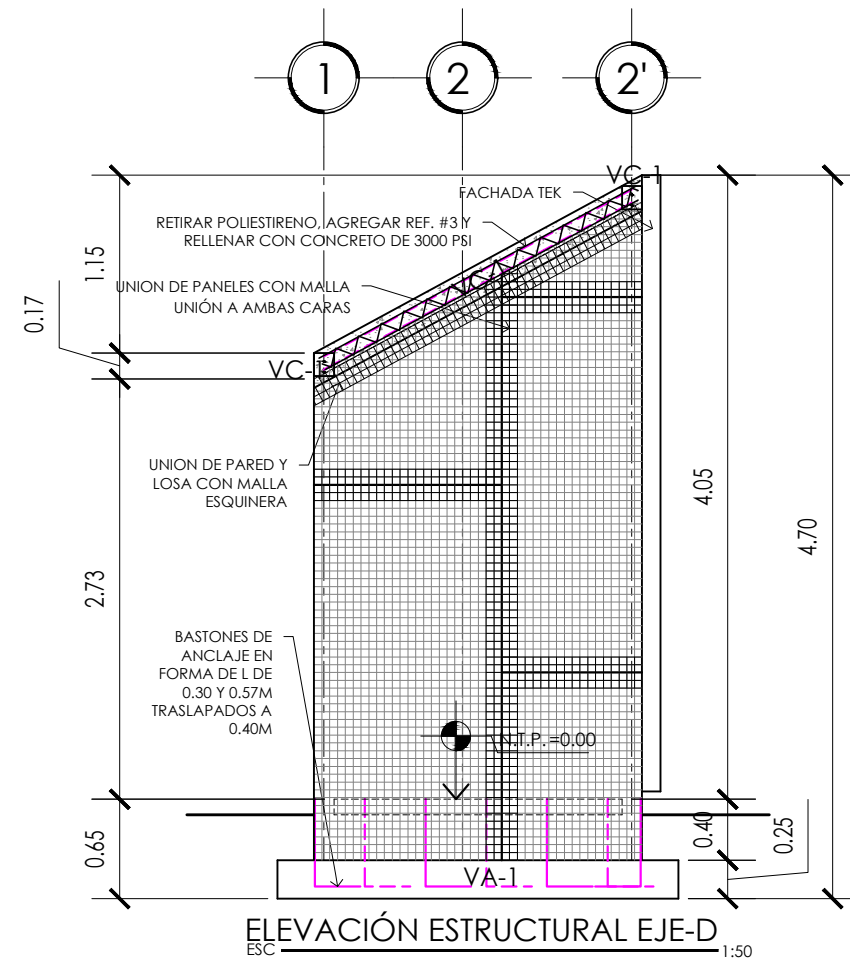 1
2
2'
VC-1
FACHADA TEK
RETIRAR POLIESTIRENO, AGREGAR REF. #3 Y
RELLENAR CON CONCRETO DE 3000 PSI
UNION DE PANELES CON MALLA
UNIÓN A AMBAS CARAS
VC-1
UNION DE PARED Y
LOSA CON MALLA
ESQUINERA
BASTONES DE
ANCLAJE EN
FORMA DE L DE
0.30 Y 0.57M
TRASLAPADOS A
0.40M
N.T.P.=0.00
1.15
0.17
2.73
0.65
4.05
4.70
0.40
0.25
VA-1
ELEVACIÓN ESTRUCTURAL EJE-D
ESC
1:50